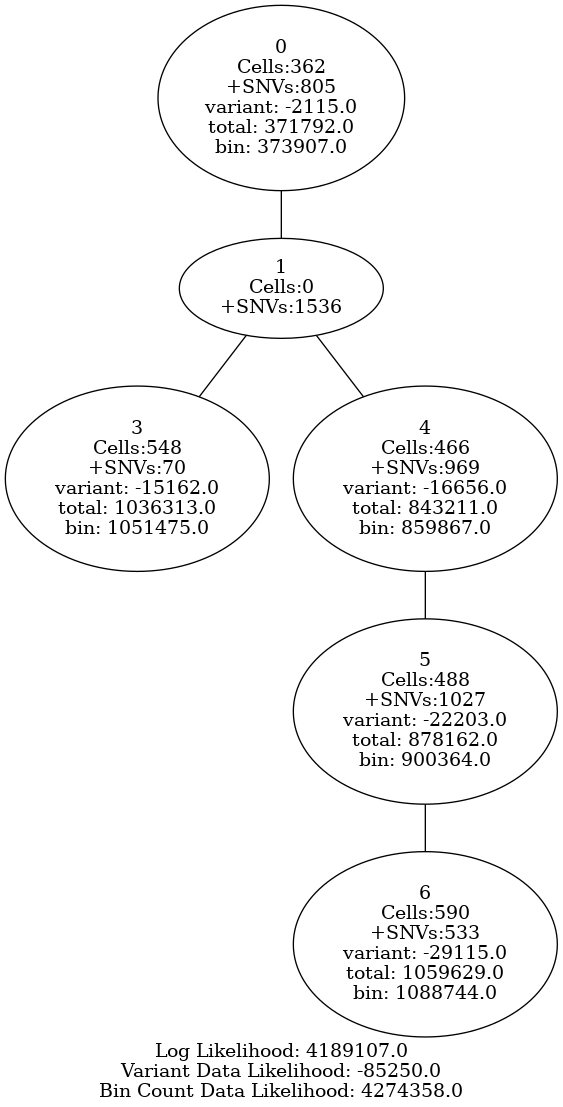 0
Cells:362
+SNVs:805
variant: -2115.0
total: 371792.0
bin: 373907.0
1
Cells:0
+SNVs:1536
3
Cells:548
+SNVs:70
variant: -15162.0
total: 1036313.0
bin: 1051475.0
4
Cells:466
+SNVs:969
variant: -16656.0
total: 843211.0
bin: 859867.0
5
Cells:488
+SNVs:1027
variant: -22203.0
total: 878162.0
bin: 900364.0
6
Cells:590
+SNVs:533
variant: -29115.0
total: 1059629.0
bin: 1088744.0
Log Likelihood: 4189107.0
Variant Data Likelihood: -85250.0
Bin Count Data Likelihood: 4274358.0